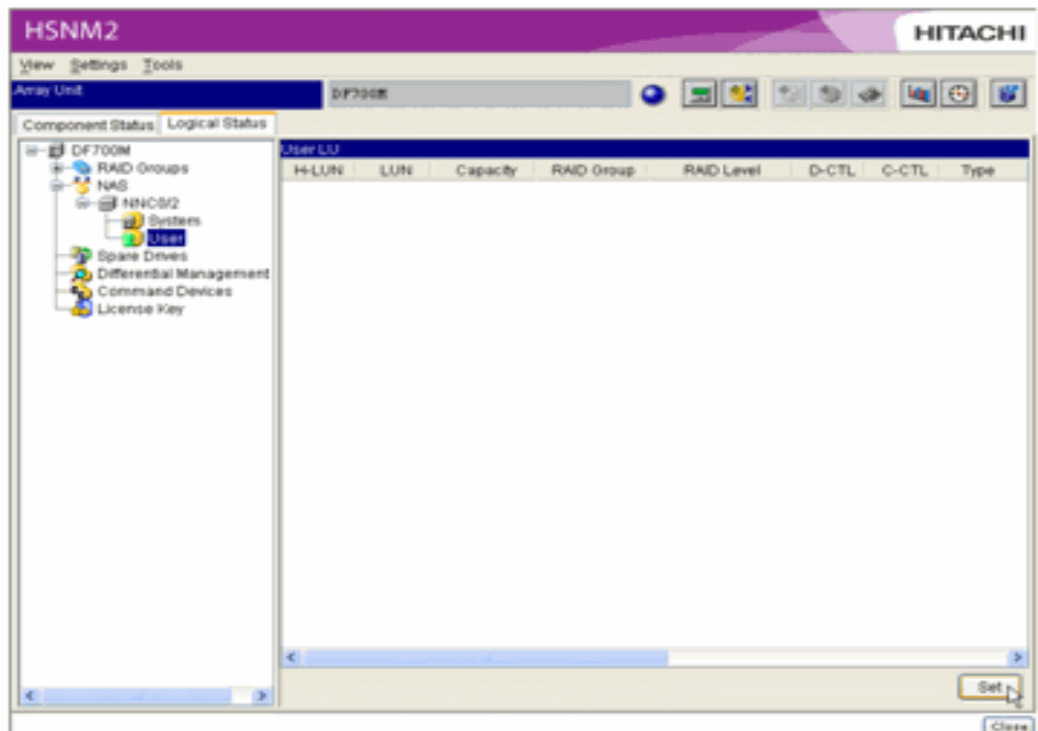 HSNM2
HITACHI
View Settings Tools
Array Unit
DF700M
Component Status Logical Status
DF700M
RAID Groups
NAS
NNC0/2
System
User
Spare Drives
Differential Management
Command Devices
License Key
User LU
H-LUN LUN Capacity RAID Group RAID Level D-CTL C-CTL Type
Set
Close